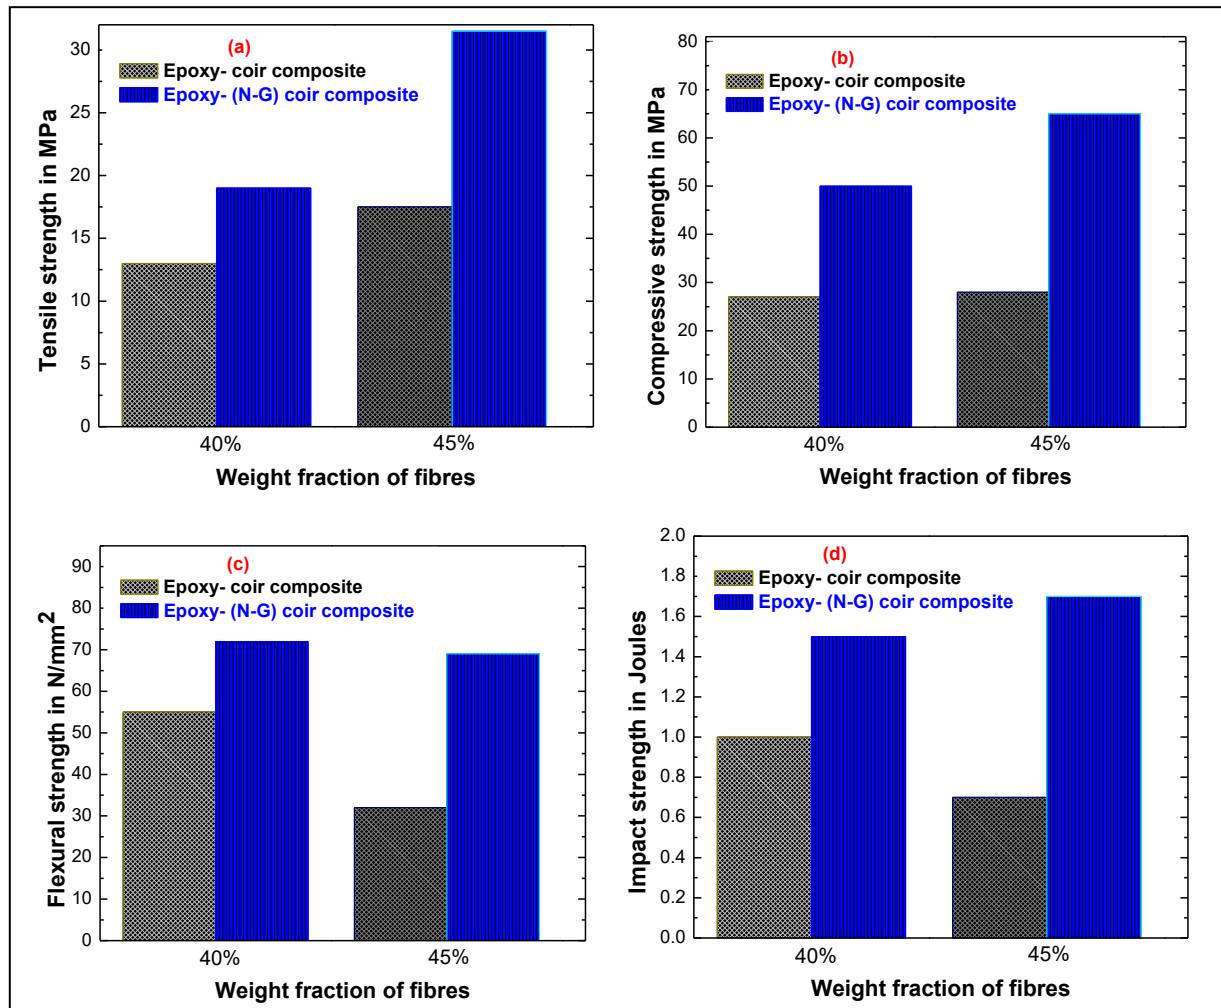 (a)
Epoxy- coir composite
Epoxy- (N-G) coir composite
Tensile strength in MPa
30
25
20
15
10
5
0
40%
45%
Weight fraction of fibres
(b)
Epoxy- coir composite
Epoxy- (N-G) coir composite
Compressive strength in MPa
80
70
60
50
40
30
20
10
0
40%
45%
Weight fraction of fibres
(c)
Epoxy- coir composite
Epoxy- (N-G) coir composite
Flexural strength in N/mm²
90
80
70
60
50
40
30
20
10
0
40%
45%
Weight fraction of fibres
(d)
Epoxy- coir composite
Epoxy- (N-G) coir composite
Impact strength in Joules
2.0
1.8
1.6
1.4
1.2
1.0
0.8
0.6
0.4
0.2
0.0
40%
45%
Weight fraction of fibres